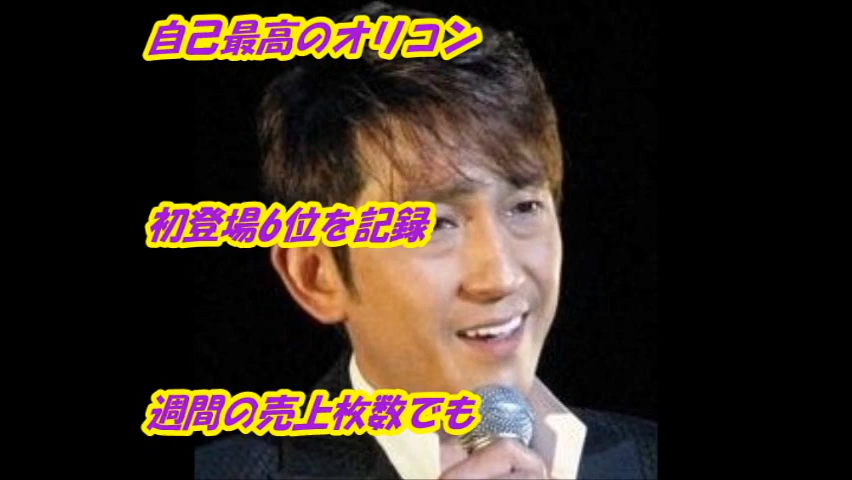 自己最高のオリコン
初登場6位を記録
週間の売上枚数でも